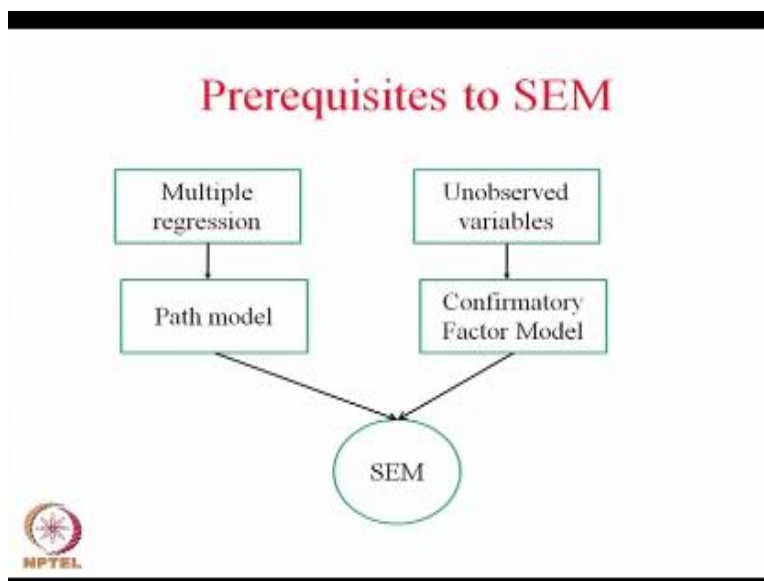 Prerequisites to SEM
Multiple
regression
Unobserved
variables
Path model
Confirmatory
Factor Model
SEM
NPTEL